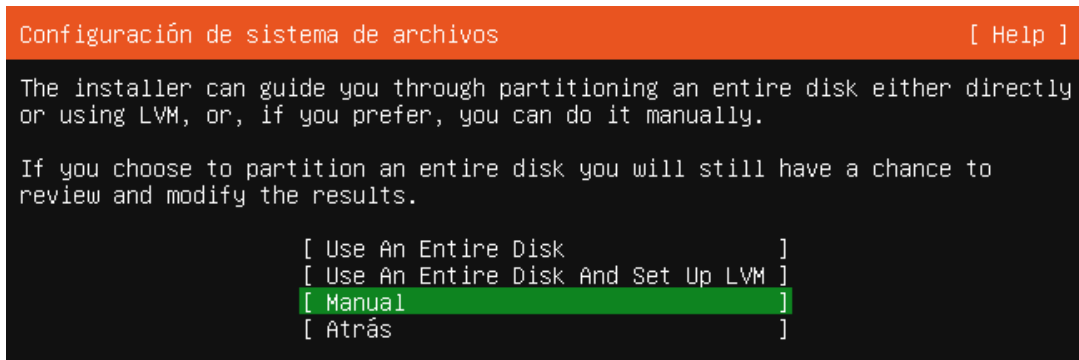 Configuración de sistema de archivos [ Help ]
The installer can guide you through partitioning an entire disk either directly
or using LVM, or, if you prefer, you can do it manually.
If you choose to partition an entire disk you will still have a chance to
review and modify the results.
[ Use An Entire Disk ]
[ Use An Entire Disk And Set Up LVM ]
[ Manual ]
[ Atrás ]